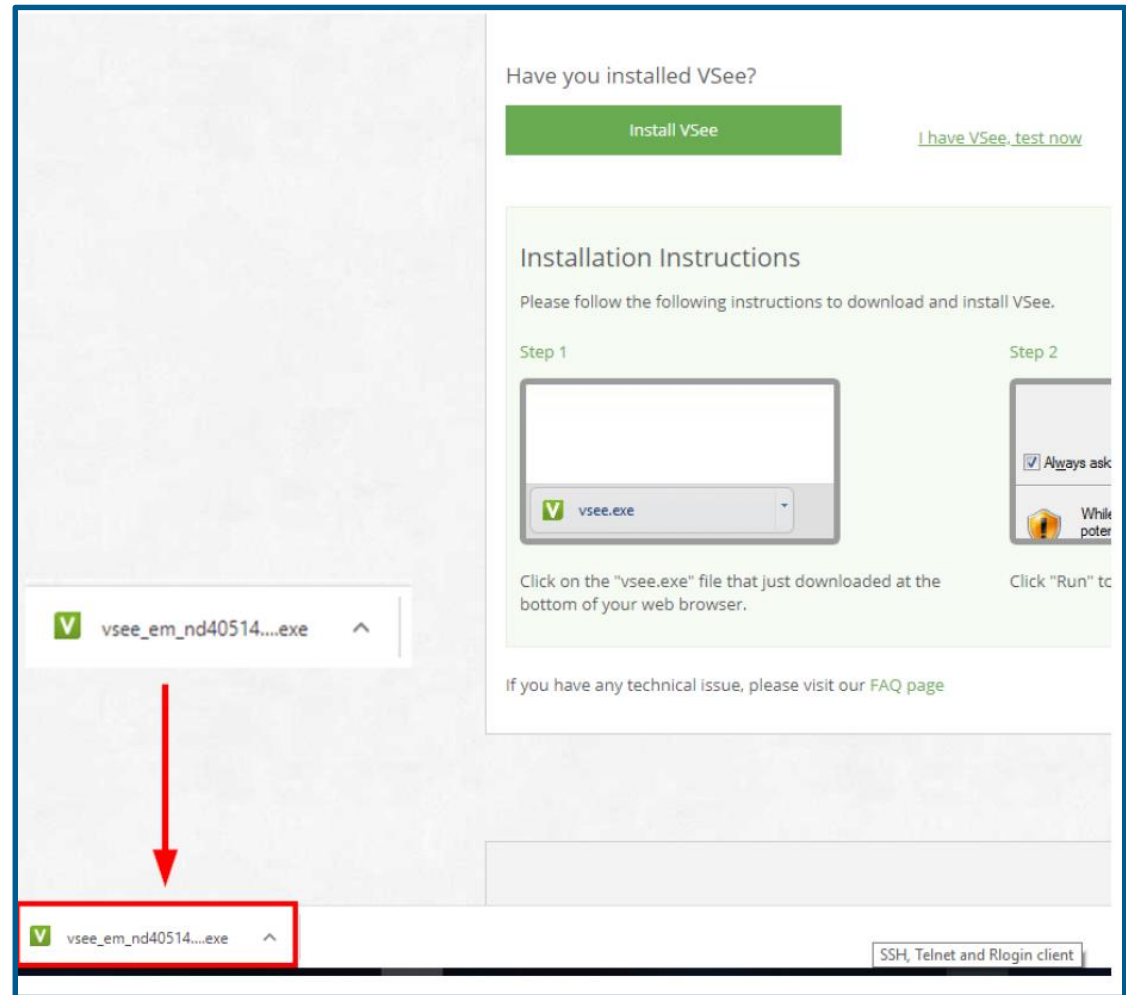 Have you installed VSee?
Install VSee
I have VSee, test now
Installation Instructions
Please follow the following instructions to download and install VSee.
Step 1
Step 2
Always ask
V vsee.exe
While
poten
Click on the "vsee.exe" file that just downloaded at the
bottom of your web browser.
Click "Run" to
V vsee_em_nd40514....exe
If you have any technical issue, please visit our FAQ page
V vsee_em_nd40514....exe
SSH, Telnet and Rlogin client